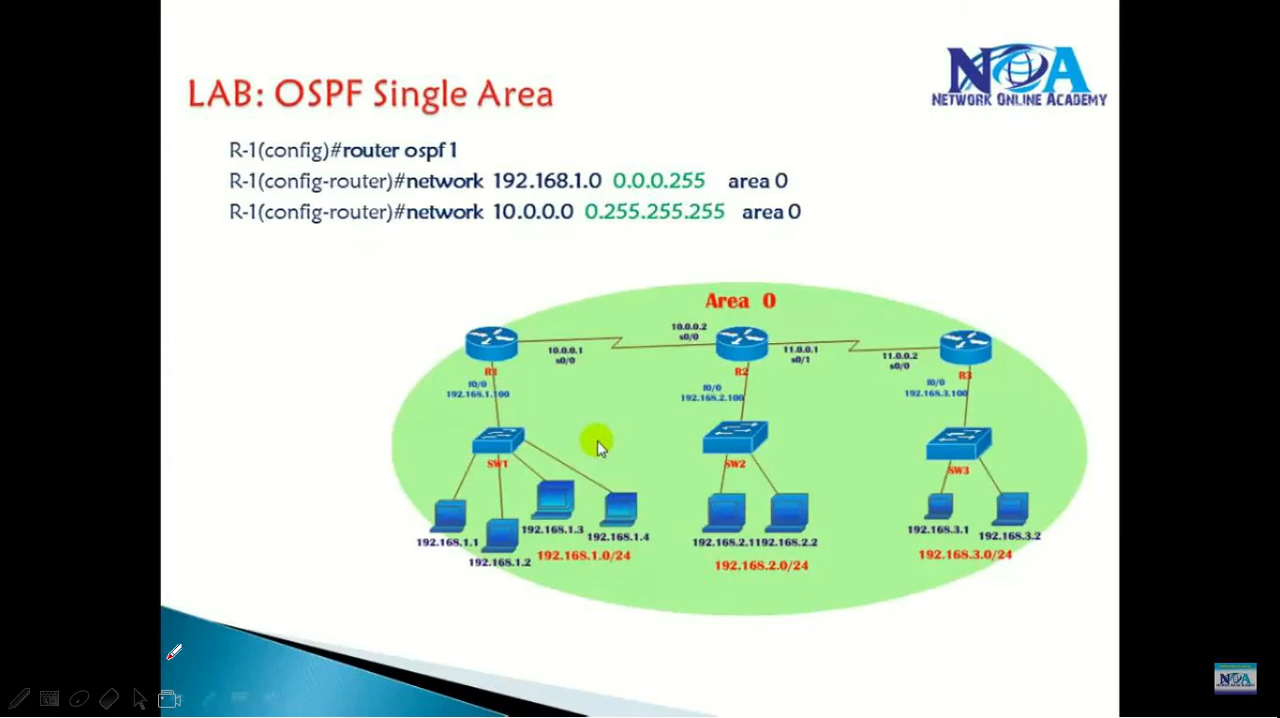 NOA
NETWORK ONLINE ACADEMY
LAB: OSPF Single Area
R-1(config)#router ospf 1
R-1(config-router)#network 192.168.1.0 0.0.0.255 area 0
R-1(config-router)#network 10.0.0.0 0.255.255.255 area 0
Area 0
10.0.0.1
s0/0
10.0.0.2
s0/0
11.0.0.1
s0/1
11.0.0.2
s0/0
R1
R2
R3
f0/0
192.168.1.100
f0/0
192.168.2.100
f0/0
192.168.3.100
SW1
SW2
SW3
192.168.1.1
192.168.1.2
192.168.1.3
192.168.1.4
192.168.1.0/24
192.168.2.1
192.168.2.2
192.168.2.0/24
192.168.3.1
192.168.3.2
192.168.3.0/24
NOA